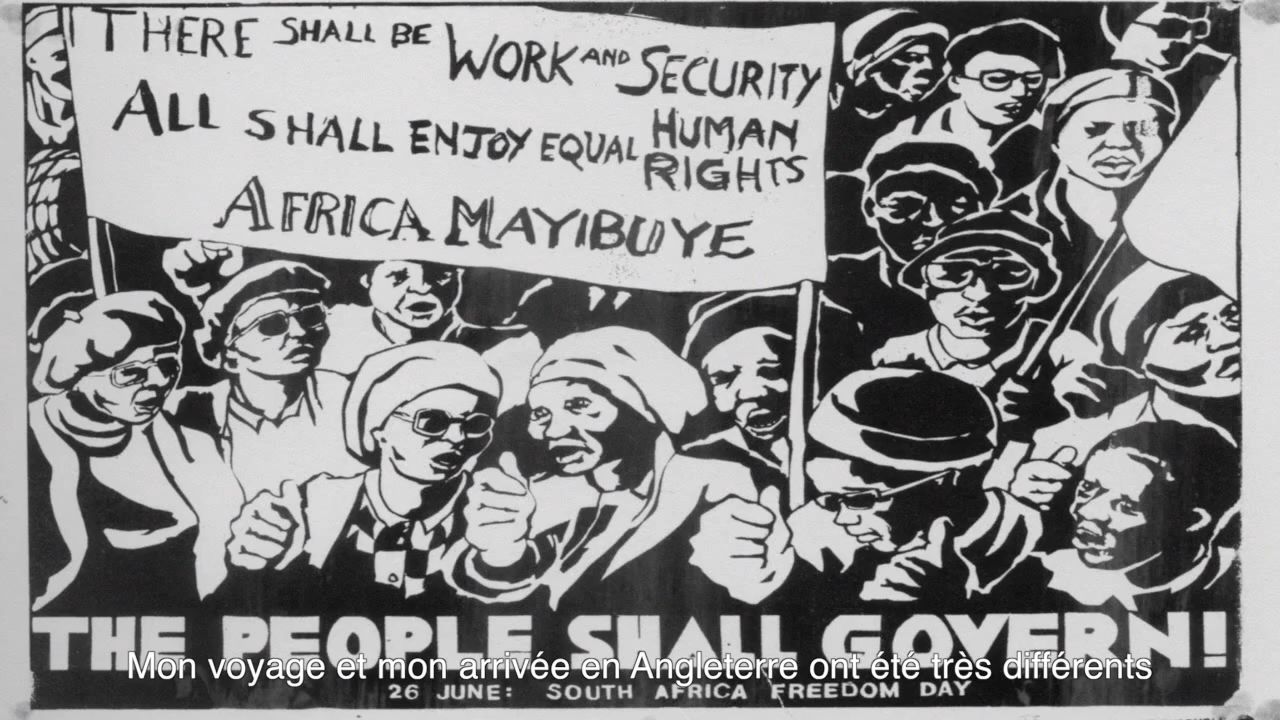 THERE SHALL BE WORK AND SECURITY
ALL SHALL ENJOY EQUAL HUMAN RIGHTS
AFRICA MAYIBUYE
THE PEOPLE SHALL GOVERN!
Mon voyage et mon arrivée en Angleterre ont été très différents
26 JUNE: SOUTH AFRICA FREEDOM DAY